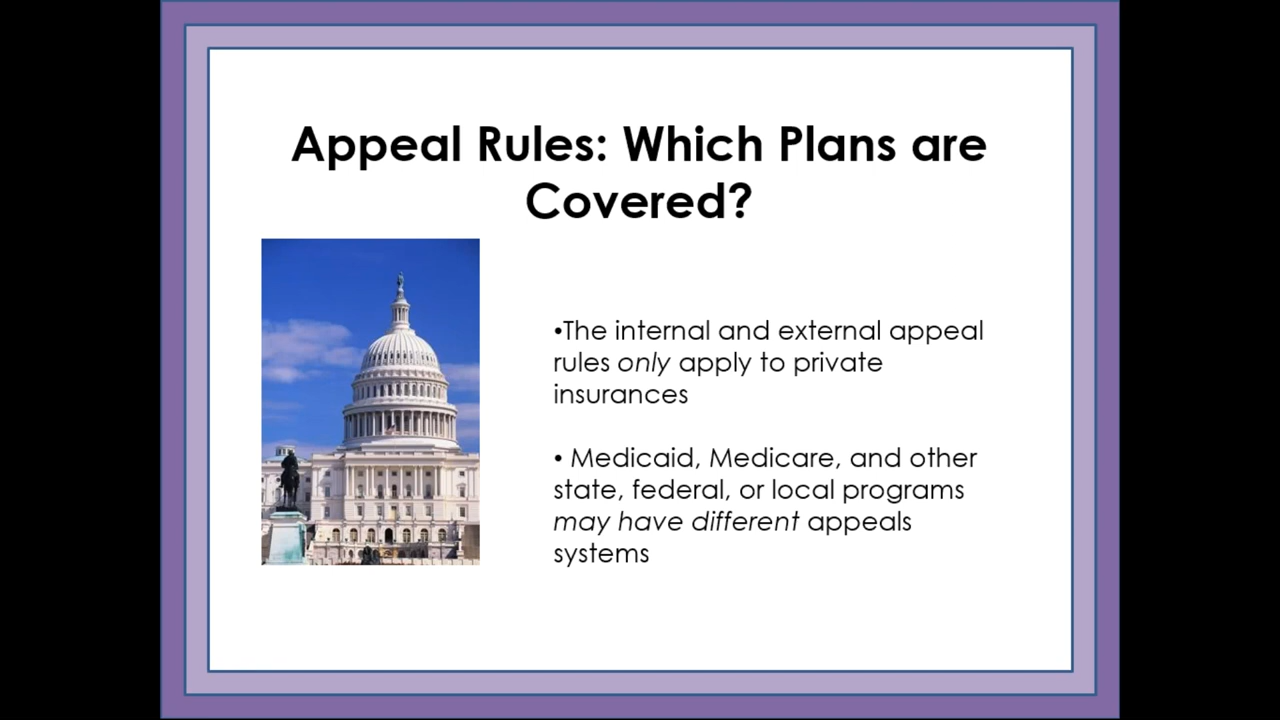 Appeal Rules: Which Plans are
Covered?
•The internal and external appeal
rules only apply to private
insurances
• Medicaid, Medicare, and other
state, federal, or local programs
may have different appeals
systems